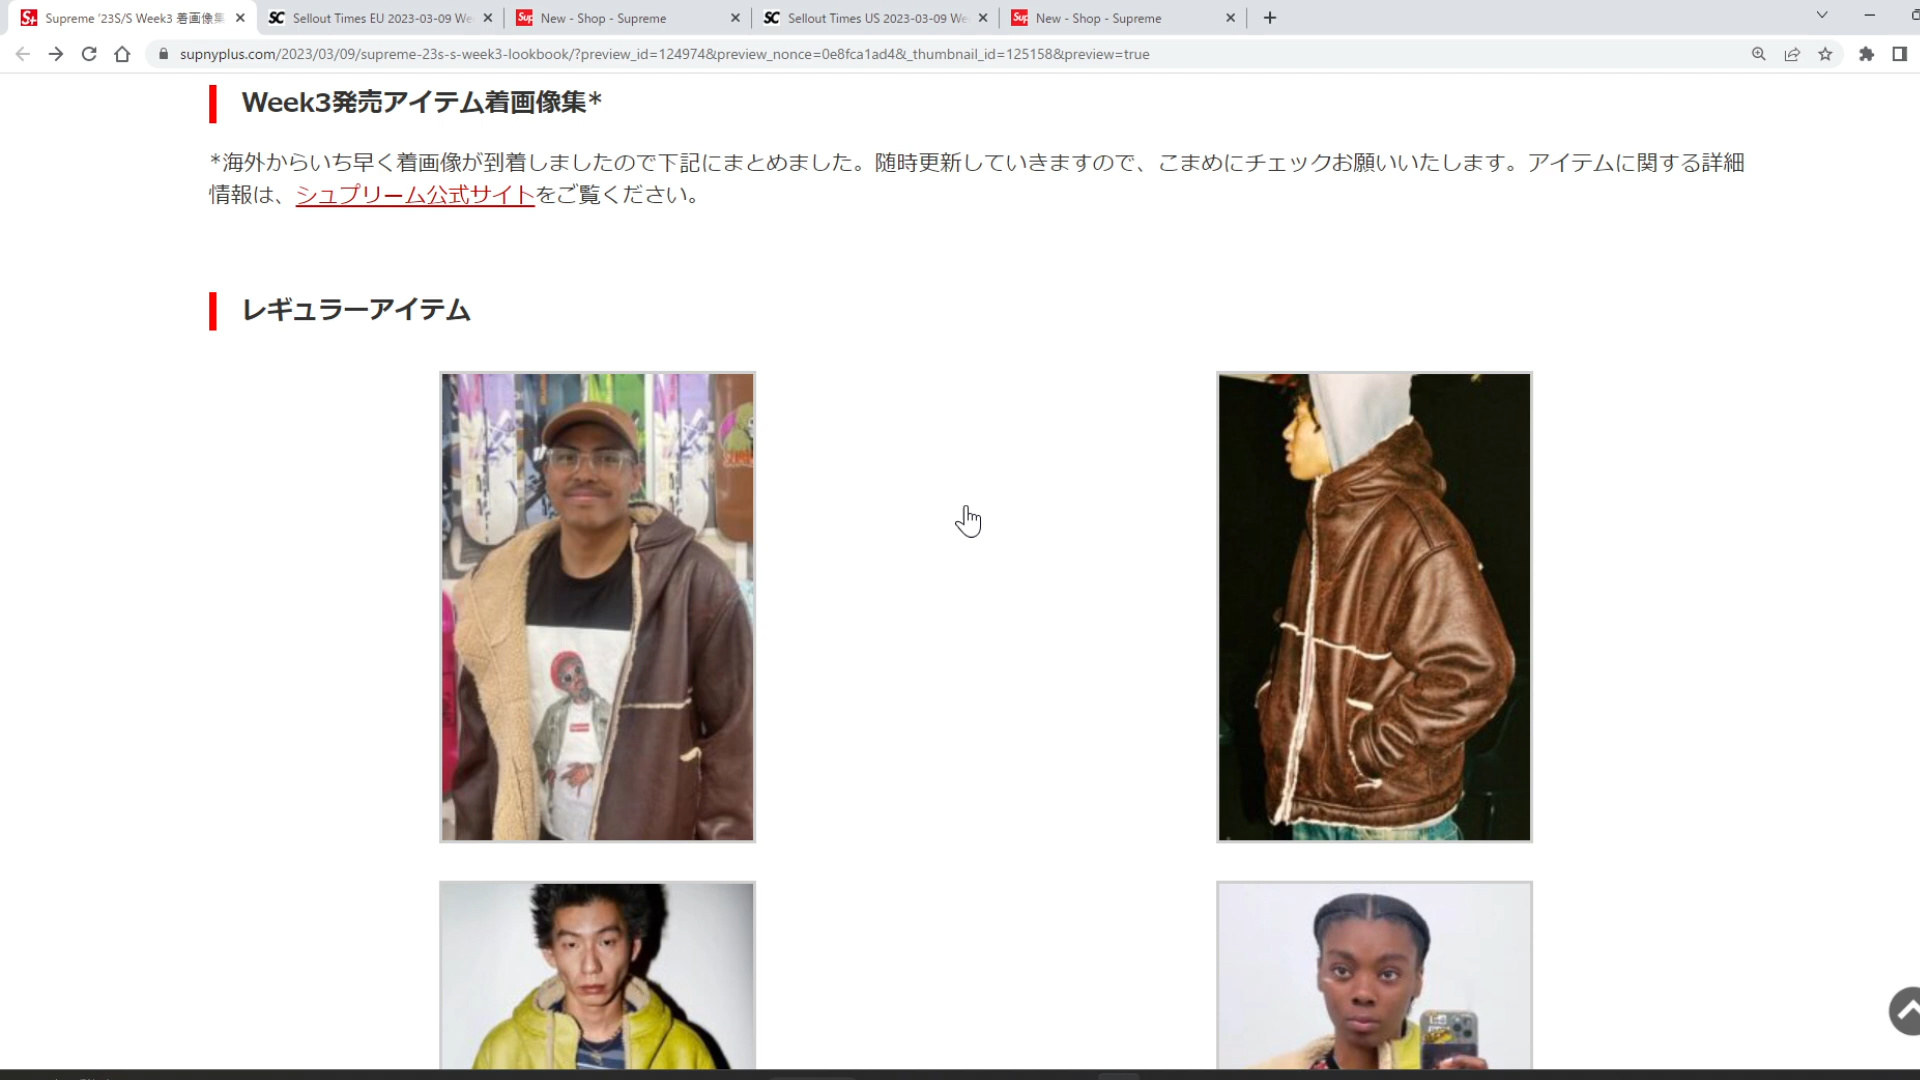 Supreme '23S/S Week3 着画像集
Sellout Times EU 2023-03-09 We
New - Shop - Supreme
Sellout Times US 2023-03-09 We
New - Shop - Supreme
supnyplus.com/2023/03/09/supreme-23s-s-week3-lookbook/?preview_id=124974&preview_nonce=0e8fca1ad4&_thumbnail_id=125158&preview=true
Week3発売アイテム着画像集*
*海外からいち早く着画像が到着しましたので下記にまとめました。随時更新していきますので、こまめにチェックお願いいたします。アイテムに関する詳細
情報は、シュプリーム公式サイトをご覧ください。
レギュラーアイテム